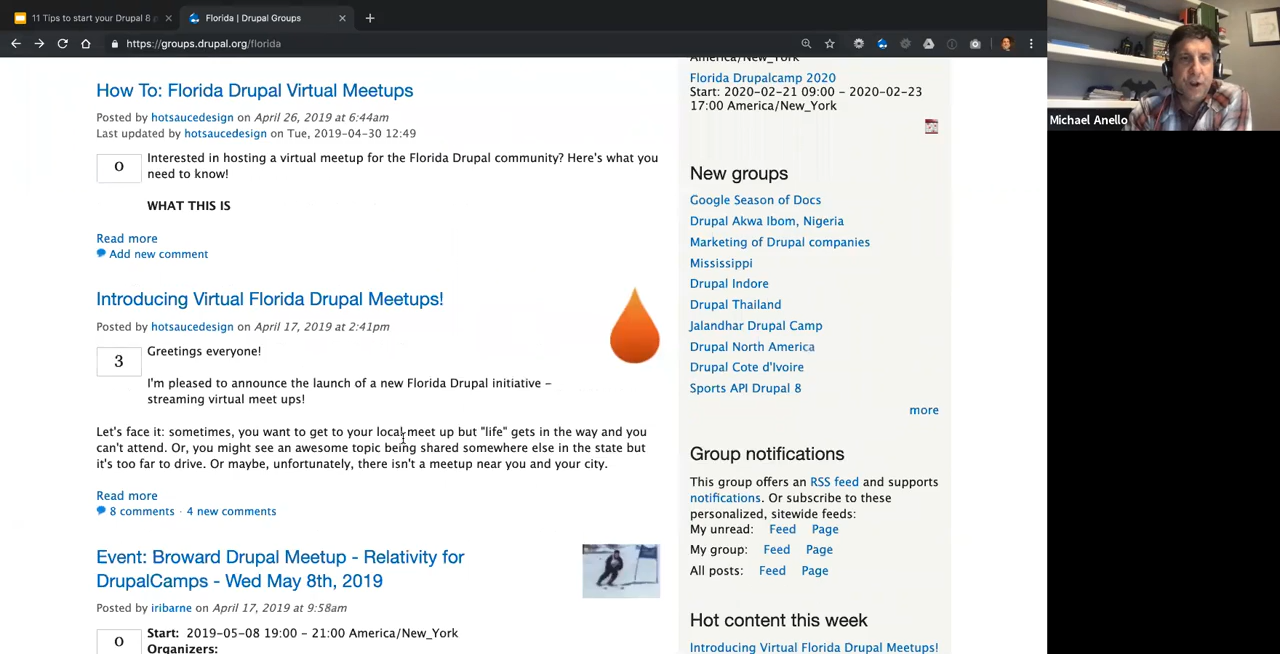 11 Tips to start your Drupal 8
Florida | Drupal Groups
https://groups.drupal.org/florida
How To: Florida Drupal Virtual Meetups
Posted by hotsaucedesign on April 26, 2019 at 6:44am
Last updated by hotsaucedesign on Tue, 2019-04-30 12:49
0
Interested in hosting a virtual meetup for the Florida Drupal community? Here's what you
need to know!
WHAT THIS IS
Read more
Add new comment
Introducing Virtual Florida Drupal Meetups!
Posted by hotsaucedesign on April 17, 2019 at 2:41pm
3
Greetings everyone!
I'm pleased to announce the launch of a new Florida Drupal initiative –
streaming virtual meet ups!
Let's face it: sometimes, you want to get to your local meet up but "life" gets in the way and you
can't attend. Or, you might see an awesome topic being shared somewhere else in the state but
it's too far to drive. Or maybe, unfortunately, there isn't a meetup near you and your city.
Read more
8 comments · 4 new comments
Event: Broward Drupal Meetup - Relativity for
DrupalCamps - Wed May 8th, 2019
Posted by iribarne on April 17, 2019 at 9:58am
0
Start: 2019-05-08 19:00 - 21:00 America/New_York
Organizers:
America/New_York
Florida Drupalcamp 2020
Start: 2020-02-21 09:00 - 2020-02-23
17:00 America/New_York
New groups
Google Season of Docs
Drupal Akwa Ibom, Nigeria
Marketing of Drupal companies
Mississippi
Drupal Indore
Drupal Thailand
Jalandhar Drupal Camp
Drupal North America
Drupal Cote d'Ivoire
Sports API Drupal 8
more
Group notifications
This group offers an RSS feed and supports
notifications. Or subscribe to these
personalized, sitewide feeds:
My unread: Feed Page
My group: Feed Page
All posts: Feed Page
Hot content this week
Introducing Virtual Florida Drupal Meetups!
Michael Anello